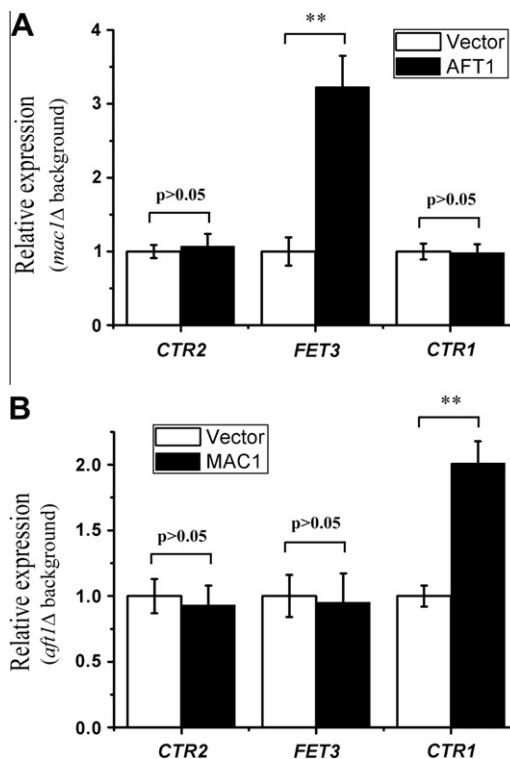 A
**
Vector
AFT1
p>0.05
p>0.05
Relative expression
(mac1Δ background)
4
3
2
1
0
CTR2 FET3 CTR1
B
**
Vector
MAC1
p>0.05
p>0.05
Relative expression
(aft1Δ background)
2.0
1.5
1.0
0.5
0.0
CTR2 FET3 CTR1